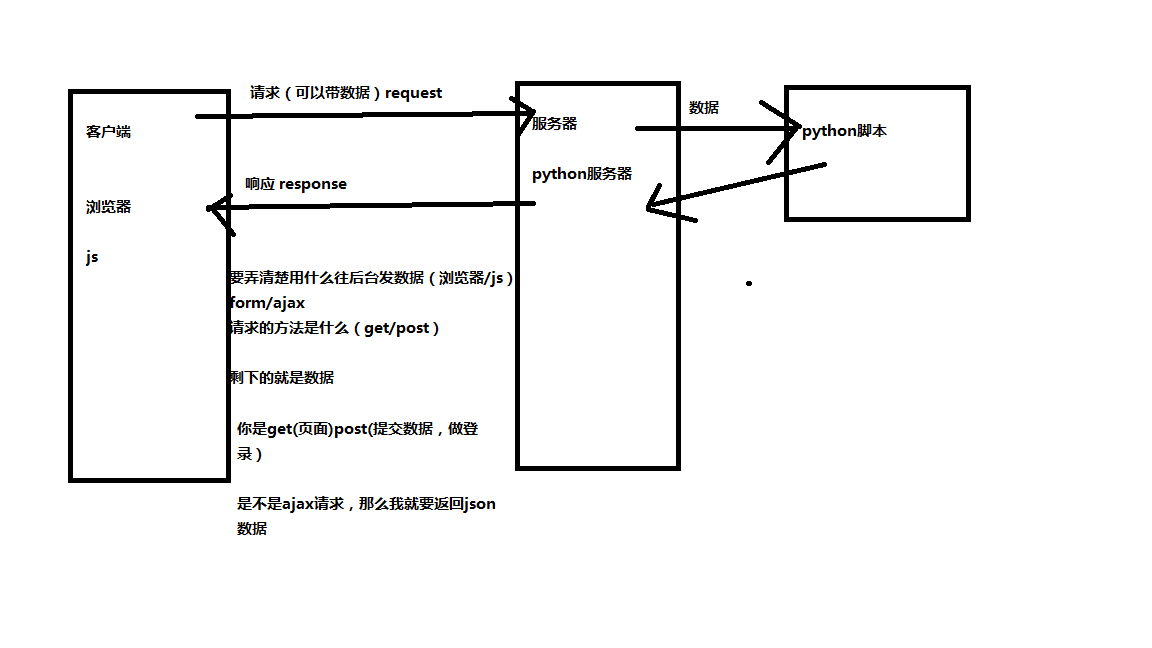 请求（可以带数据）request
客户端
服务器
数据
python脚本
python服务器
响应 response
浏览器
js
要弄清楚用什么往后台发数据（浏览器/js）
form/ajax
请求的方法是什么（get/post）
剩下的就是数据
你是get(页面)post(提交数据，做登
录）
是不是ajax请求，那么我就要返回json
数据